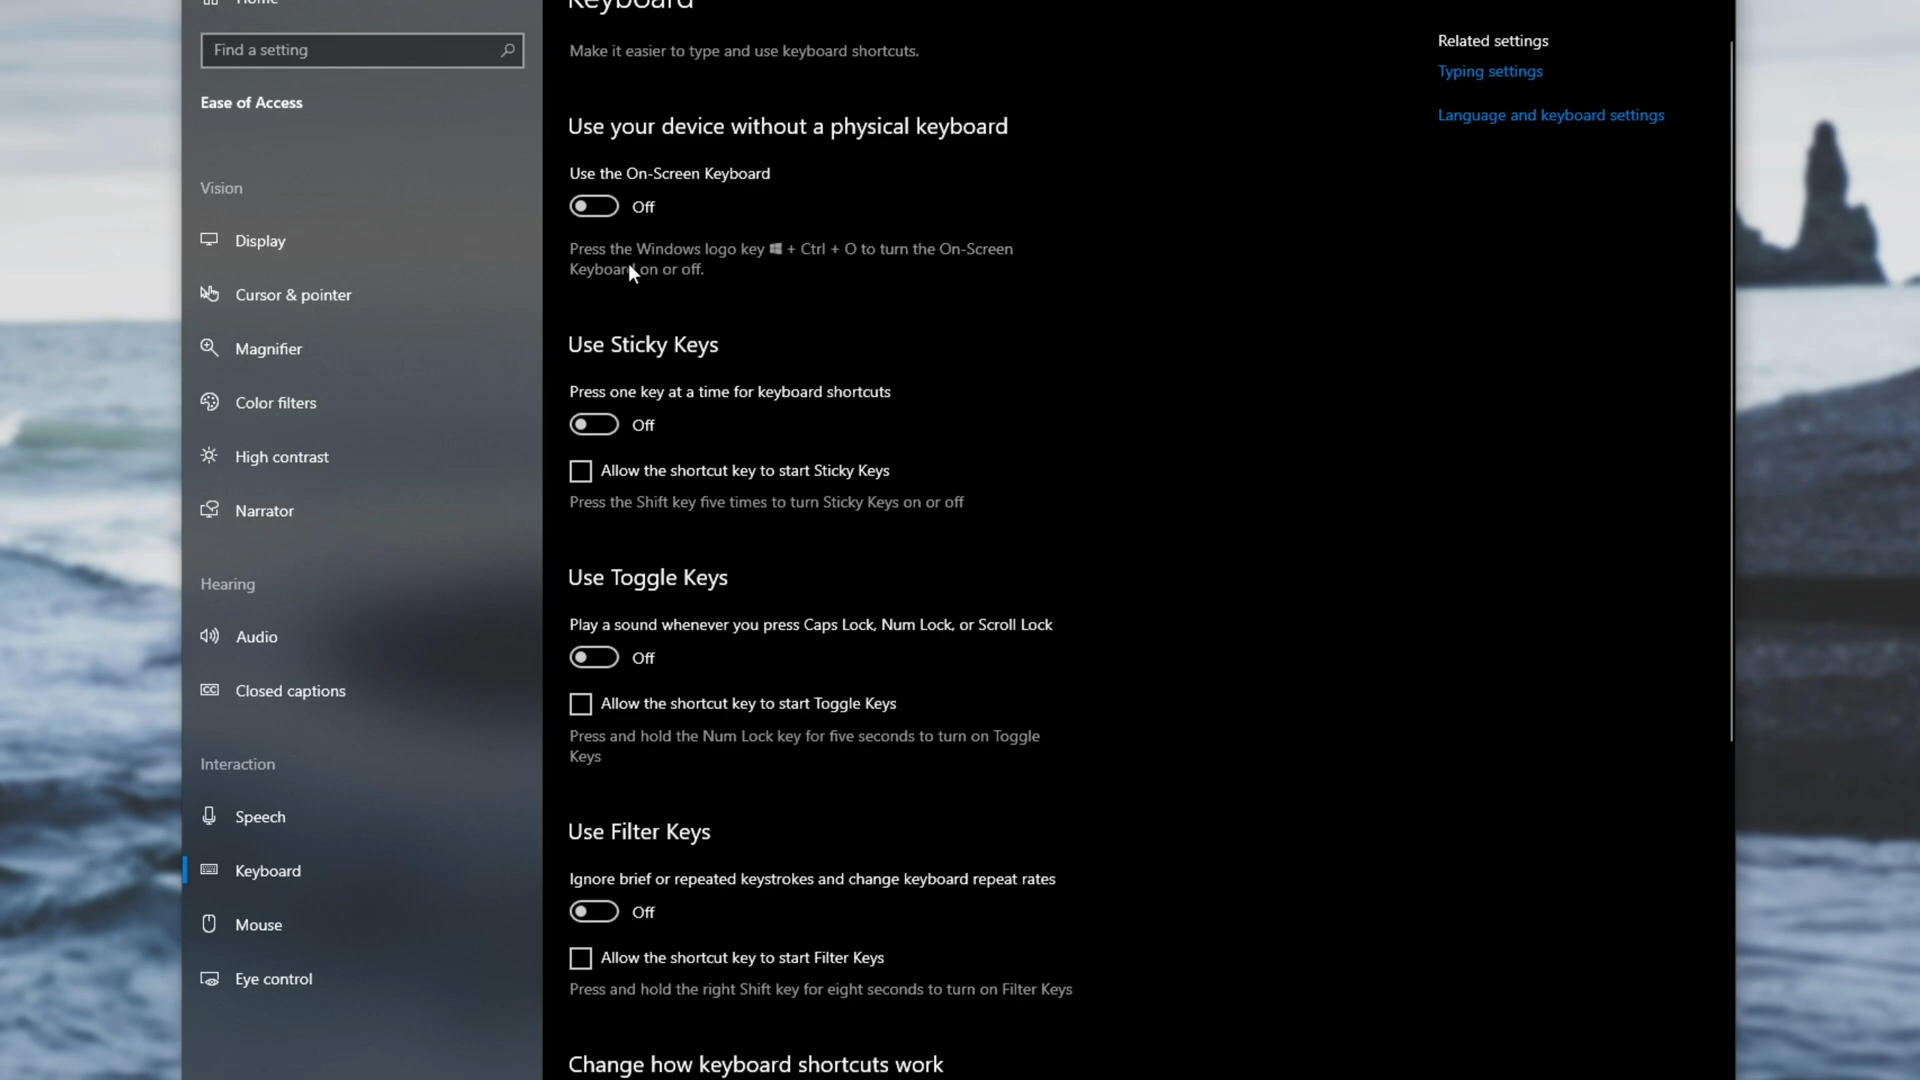 Home
Find a setting
Ease of Access
Vision
Display
Cursor & pointer
Magnifier
Color filters
High contrast
Narrator
Hearing
Audio
Closed captions
Interaction
Speech
Keyboard
Mouse
Eye control
Keyboard
Make it easier to type and use keyboard shortcuts.
Use your device without a physical keyboard
Use the On-Screen Keyboard
Off
Press the Windows logo key + Ctrl + O to turn the On-Screen
Keyboard on or off.
Use Sticky Keys
Press one key at a time for keyboard shortcuts
Off
Allow the shortcut key to start Sticky Keys
Press the Shift key five times to turn Sticky Keys on or off
Use Toggle Keys
Play a sound whenever you press Caps Lock, Num Lock, or Scroll Lock
Off
Allow the shortcut key to start Toggle Keys
Press and hold the Num Lock key for five seconds to turn on Toggle
Keys
Use Filter Keys
Ignore brief or repeated keystrokes and change keyboard repeat rates
Off
Allow the shortcut key to start Filter Keys
Press and hold the right Shift key for eight seconds to turn on Filter Keys
Change how keyboard shortcuts work
Related settings
Typing settings
Language and keyboard settings